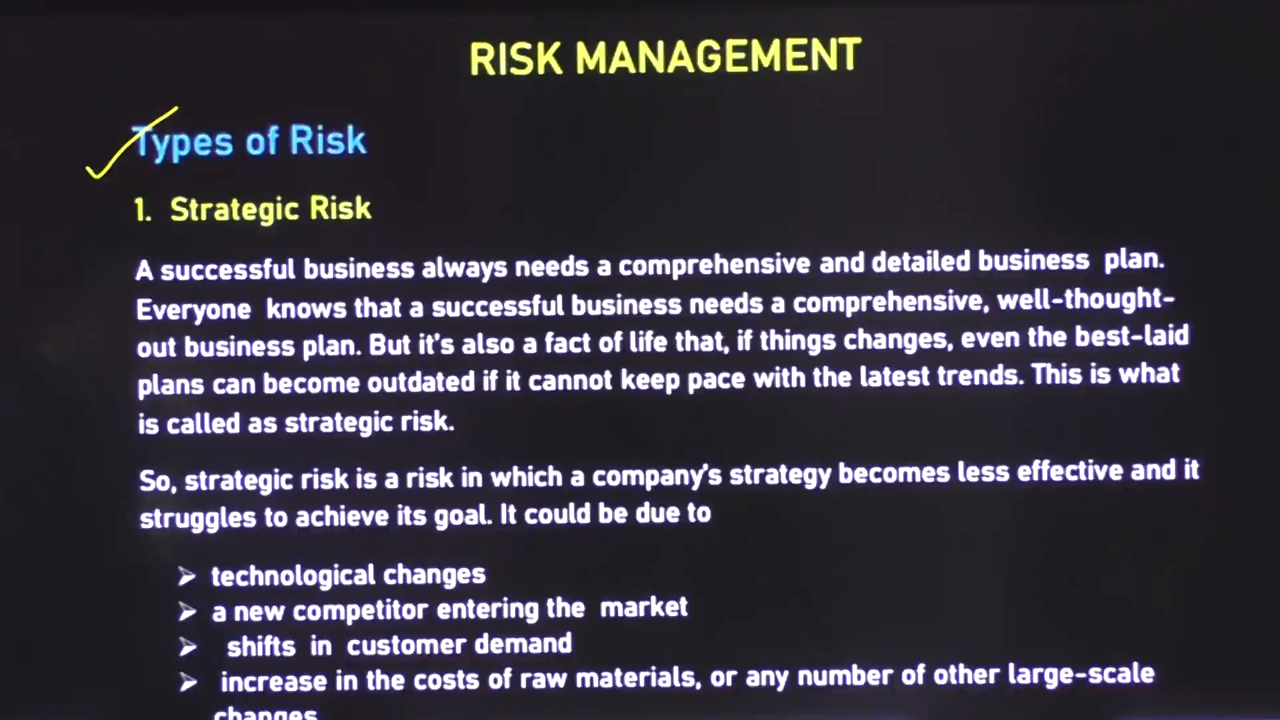 RISK MANAGEMENT
Types of Risk
1. Strategic Risk
A successful business always needs a comprehensive and detailed business plan.
Everyone knows that a successful business needs a comprehensive, well-thought-
out business plan. But it's also a fact of life that, if things changes, even the best-laid
plans can become outdated if it cannot keep pace with the latest trends. This is what
is called as strategic risk.
So, strategic risk is a risk in which a company's strategy becomes less effective and it
struggles to achieve its goal. It could be due to
➢ technological changes
➢ a new competitor entering the market
➢ shifts in customer demand
➢ increase in the costs of raw materials, or any number of other large-scale
changes